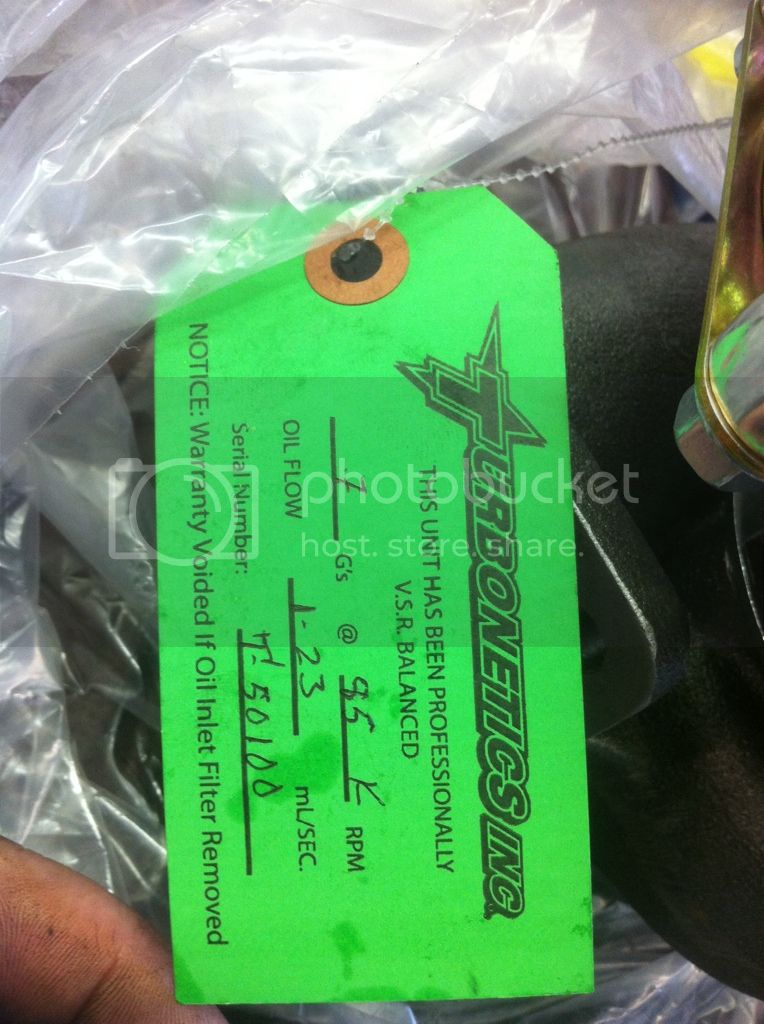 TURBONETICS INC.
THIS UNIT HAS BEEN PROFESSIONALLY
V.S.R. BALANCED
G's @ 95 K RPM
OIL FLOW 1-23 mL/SEC.
Serial Number: T-50100
NOTICE: Warranty Voided If Oil Inlet Filter Removed
photobucket
host. store. share.